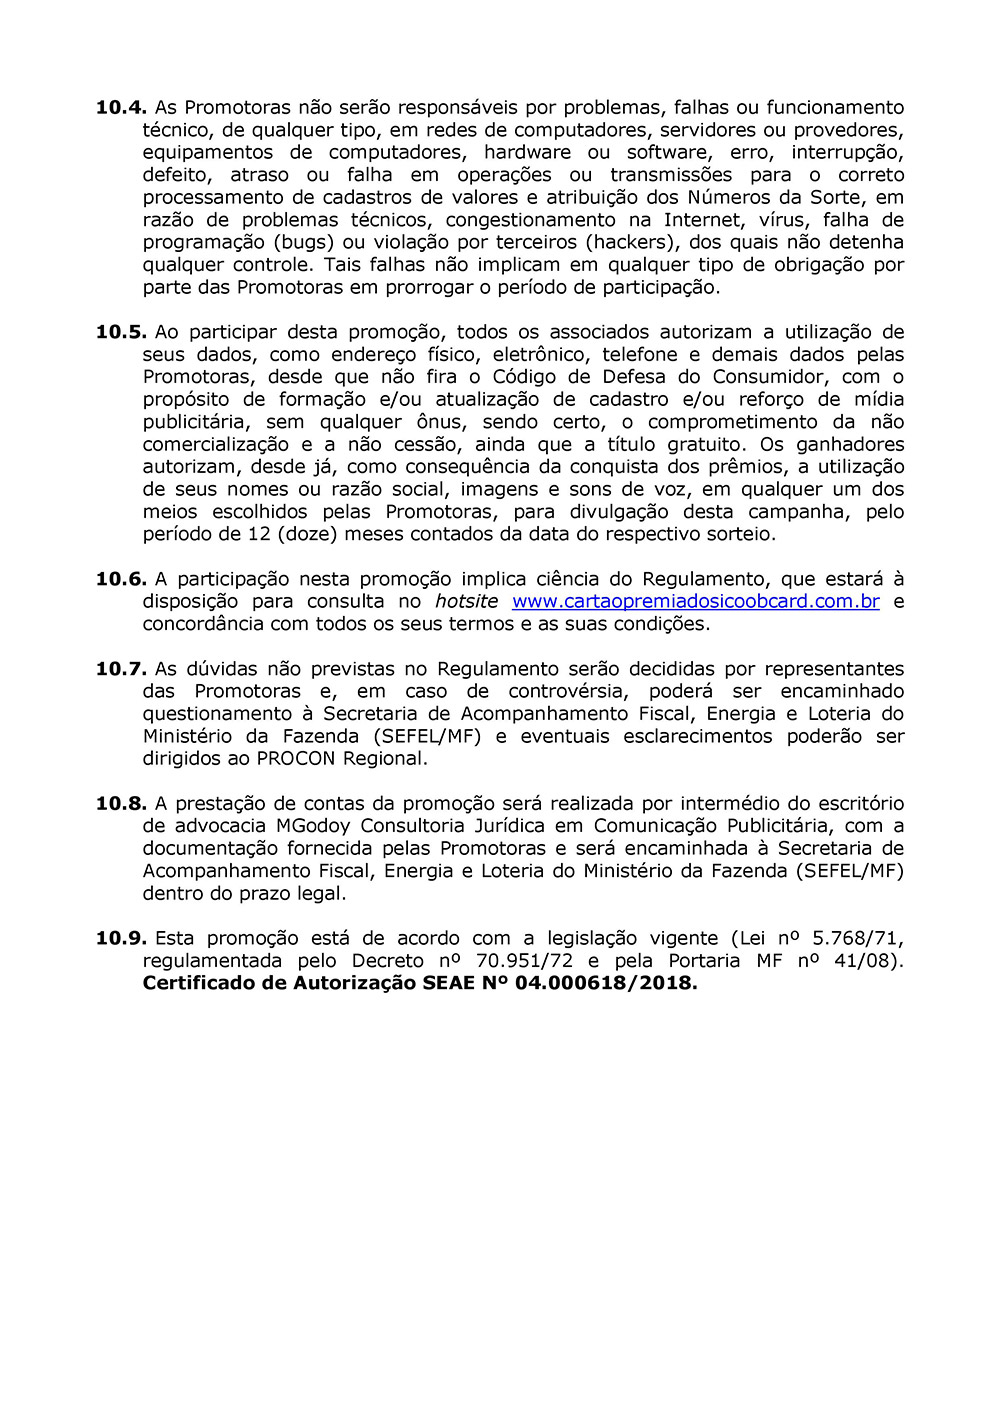 10.4. As Promotoras não serão responsáveis por problemas, falhas ou funcionamento
técnico, de qualquer tipo, em redes de computadores, servidores ou provedores,
equipamentos de computadores, hardware ou software, erro, interrupção,
defeito, atraso ou falha em operações ou transmissões para o correto
processamento de cadastros de valores e atribuição dos Números da Sorte, em
razão de problemas técnicos, congestionamento na Internet, vírus, falha de
programação (bugs) ou violação por terceiros (hackers), dos quais não detenha
qualquer controle. Tais falhas não implicam em qualquer tipo de obrigação por
parte das Promotoras em prorrogar o período de participação.
10.5. Ao participar desta promoção, todos os associados autorizam a utilização de
seus dados, como endereço físico, eletrônico, telefone e demais dados pelas
Promotoras, desde que não fira o Código de Defesa do Consumidor, com o
propósito de formação e/ou atualização de cadastro e/ou reforço de mídia
publicitária, sem qualquer ônus, sendo certo, o comprometimento da não
comercialização e a não cessão, ainda que a título gratuito. Os ganhadores
autorizam, desde já, como consequência da conquista dos prêmios, a utilização
de seus nomes ou razão social, imagens e sons de voz, em qualquer um dos
meios escolhidos pelas Promotoras, para divulgação desta campanha, pelo
período de 12 (doze) meses contados da data do respectivo sorteio.
10.6. A participação nesta promoção implica ciência do Regulamento, que estará à
disposição para consulta no hotsite www.cartaopremiadosicoobcard.com.br e
concordância com todos os seus termos e as suas condições.
10.7. As dúvidas não previstas no Regulamento serão decididas por representantes
das Promotoras e, em caso de controvérsia, poderá ser encaminhado
questionamento à Secretaria de Acompanhamento Fiscal, Energia e Loteria do
Ministério da Fazenda (SEFEL/MF) e eventuais esclarecimentos poderão ser
dirigidos ao PROCON Regional.
10.8. A prestação de contas da promoção será realizada por intermédio do escritório
de advocacia MGodoy Consultoria Jurídica em Comunicação Publicitária, com a
documentação fornecida pelas Promotoras e será encaminhada à Secretaria de
Acompanhamento Fiscal, Energia e Loteria do Ministério da Fazenda (SEFEL/MF)
dentro do prazo legal.
10.9. Esta promoção está de acordo com a legislação vigente (Lei nº 5.768/71,
regulamentada pelo Decreto nº 70.951/72 e pela Portaria MF nº 41/08).
Certificado de Autorização SEAE Nº 04.000618/2018.